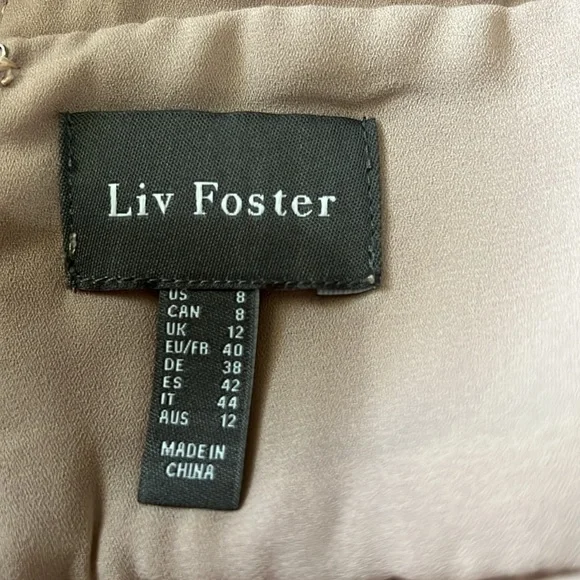 Liv Foster
US 8
CAN 8
UK 12
EU/FR 40
DE 38
ES 42
IT 44
AUS 12
MADE IN
CHINA